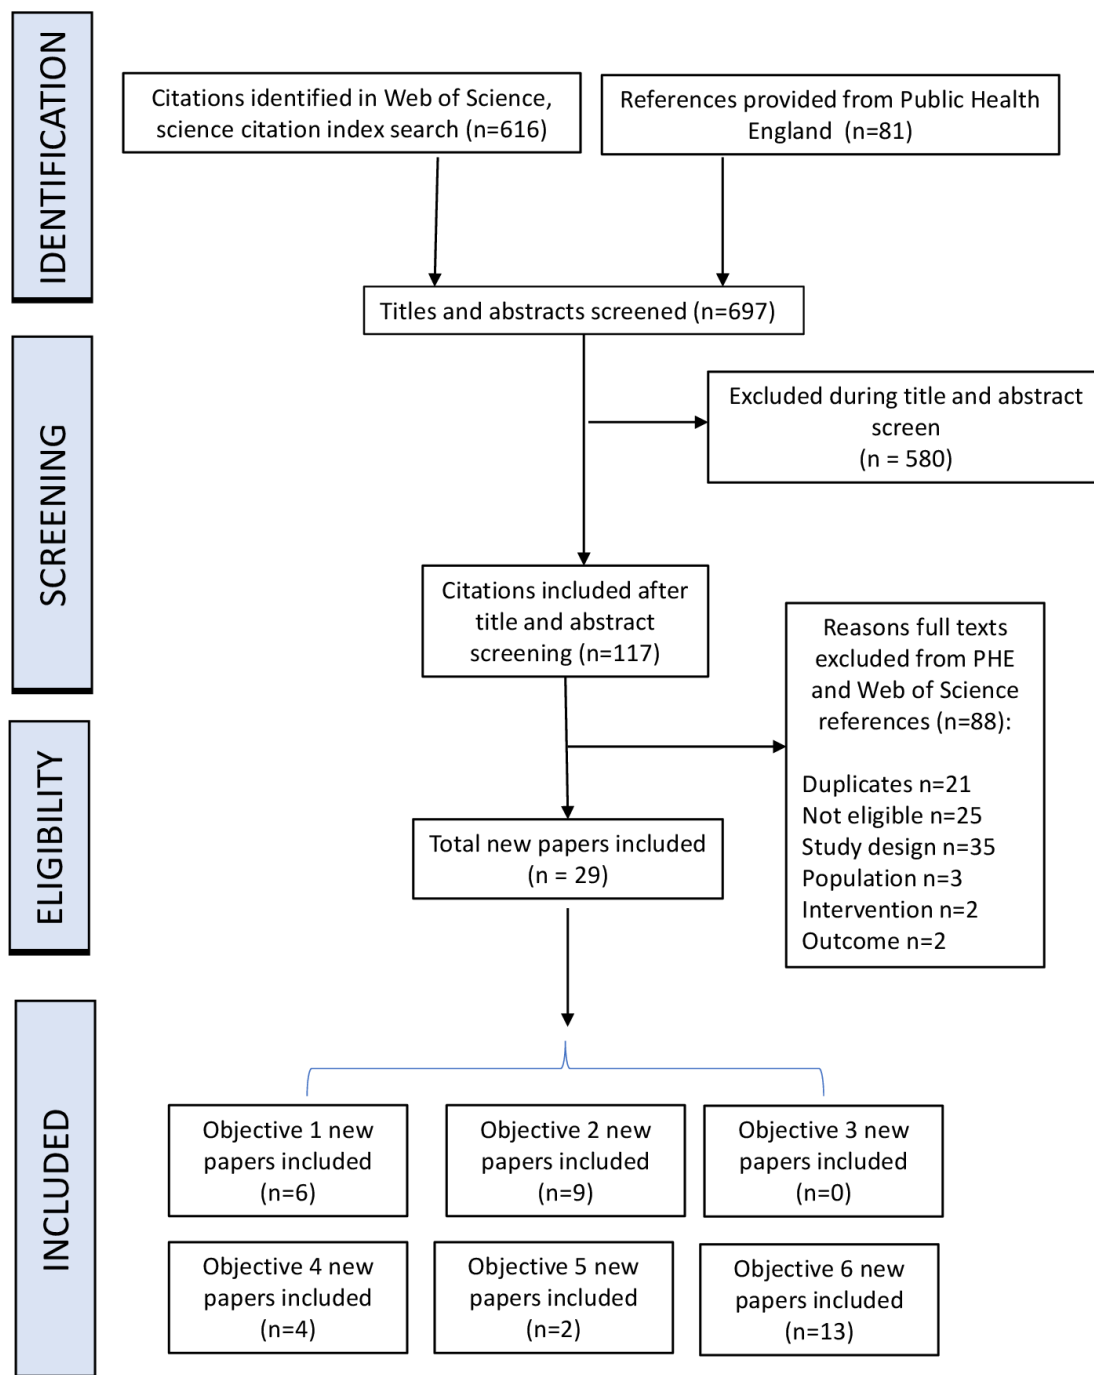 IDENTIFICATION
Citations identified in Web of Science,
science citation index search (n=616)
References provided from Public Health
England  (n=81)
Titles and abstracts screened (n=697)
SCREENING
Excluded during title and abstract
screen
(n = 580)
Citations included after
title and abstract
screening (n=117)
Reasons full texts
excluded from PHE
and Web of Science
references (n=88):
Duplicates n=21
Not eligible n=25
Study design n=35
Population n=3
Intervention n=2
Outcome n=2
ELIGIBILITY
Total new papers included
(n = 29)
INCLUDED
Objective 1 new
papers included
(n=6)
Objective 2 new
papers included
(n=9)
Objective 3 new
papers included
(n=0)
Objective 4 new
papers included
(n=4)
Objective 5 new
papers included
(n=2)
Objective 6 new
papers included
(n=13)